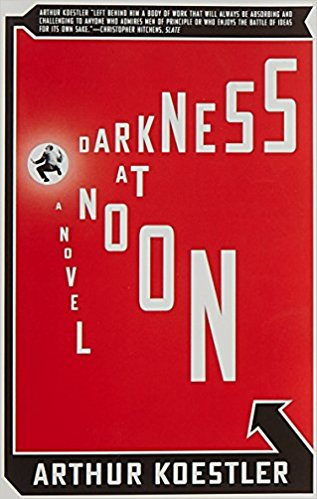 ARTHUR KOESTLER "LEFT BEHIND HIM A BODY OF WORK THAT WILL ALWAYS BE ABSORBING AND
CHALLENGING TO ANYONE WHO ADMIRES MEN OF PRINCIPLE OR WHO ENJOYS THE BATTLE OF IDEAS
FOR ITS OWN SAKE."—CHRISTOPHER HITCHENS, SLATE
DARKNESS
AT
NOON
A NOVEL
ARTHUR KOESTLER